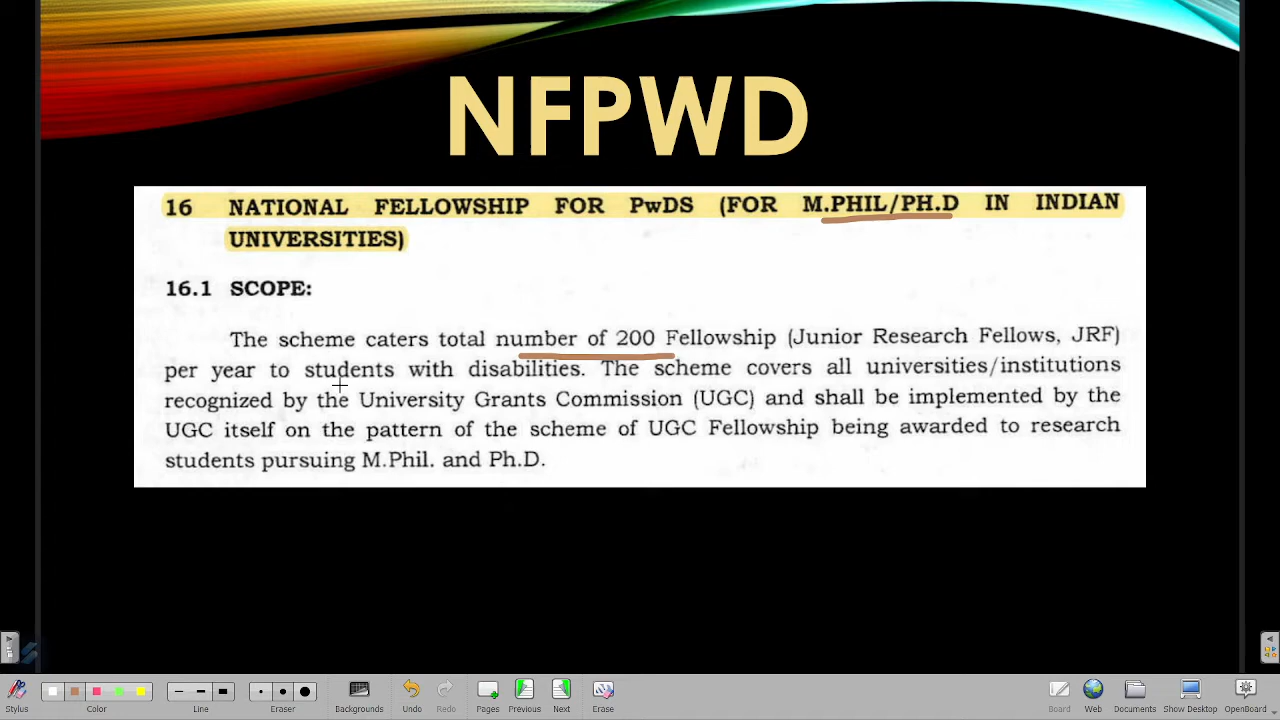 NFPWD
16 NATIONAL FELLOWSHIP FOR PwDS (FOR M.PHIL/PH.D IN INDIAN
UNIVERSITIES)
16.1 SCOPE:
The scheme caters total number of 200 Fellowship (Junior Research Fellows, JRF)
per year to students with disabilities. The scheme covers all universities/institutions
recognized by the University Grants Commission (UGC) and shall be implemented by the
UGC itself on the pattern of the scheme of UGC Fellowship being awarded to research
students pursuing M.Phil. and Ph.D.
Stylus Color Line Eraser Backgrounds Undo Redo Pages Previous Next Erase Board Web Documents Show Desktop OpenBoard